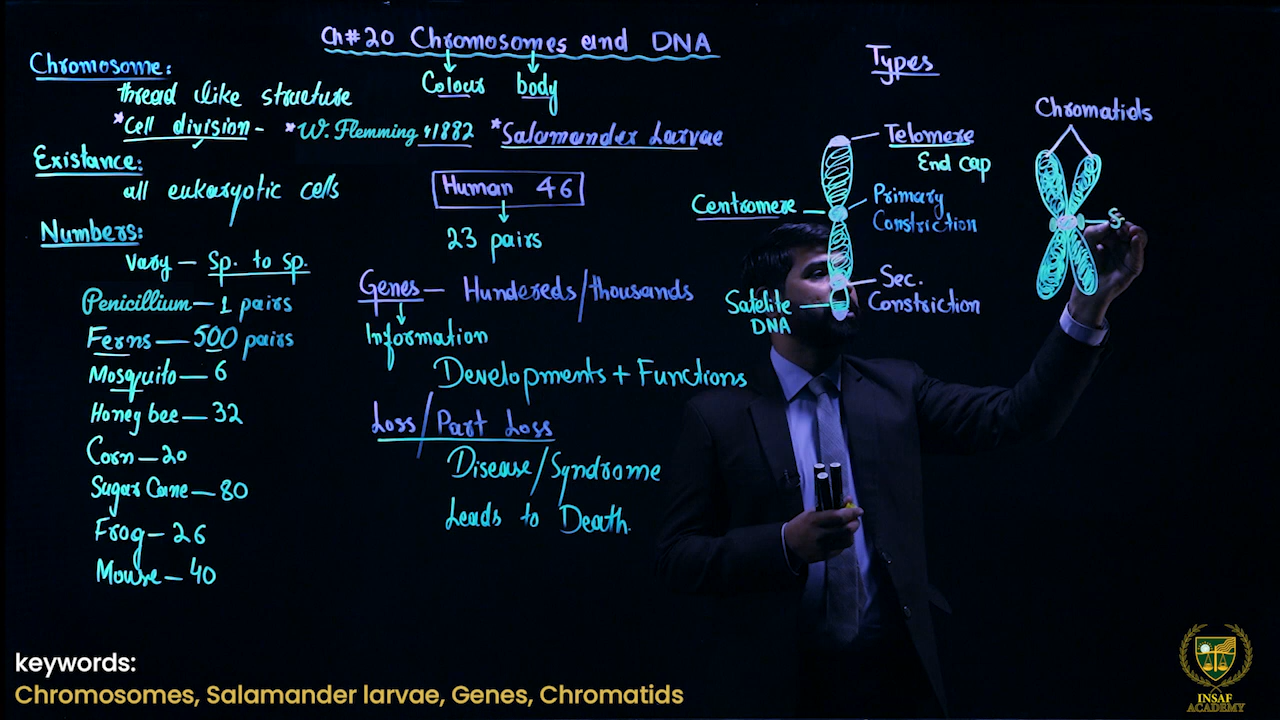 Ch#20 Chromosomes and DNA
Colour body
Chromosome:
thread like structure
*Cell division - *W. Flemming, 1882 *Salamander Larvae
Existance:
all eukaryotic cells
Numbers:
Vary - Sp. to sp.
Penicillium - 1 pairs
Ferns - 500 pairs
Mosquito - 6
Honey bee - 32
Corn - 20
Sugar Cane - 80
Frog - 26
Mouse - 40
Human 46
23 pairs
Genes - Hundereds/thousands
Information
Developments + Functions
Loss/Part Loss
Disease/Syndrome
Leads to Death.
Types
Telomere
End cap
Centromere
Primary
Constriction
Sec.
Constriction
Satelite
DNA
Chromatids
keywords:
Chromosomes, Salamander larvae, Genes, Chromatids
INSAF
ACADEMY